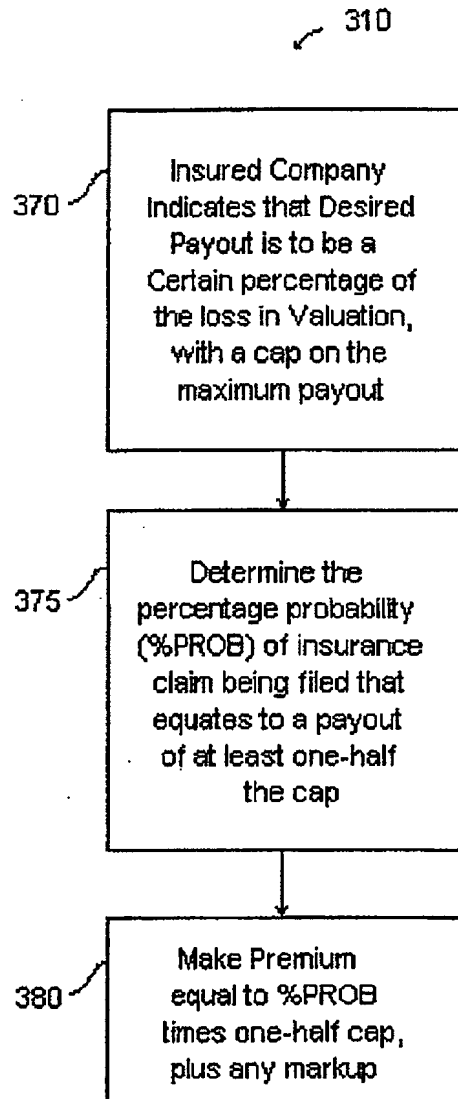 310
370
Insured Company
Indicates that Desired
Payout is to be a
Certain percentage of
the loss in Valuation,
with a cap on the
maximum payout
375
Determine the
percentage probability
(%PROB) of insurance
claim being filed that
equates to a payout
of at least one-half
the cap
380
Make Premium
equal to %PROB
times one-half cap,
plus any markup